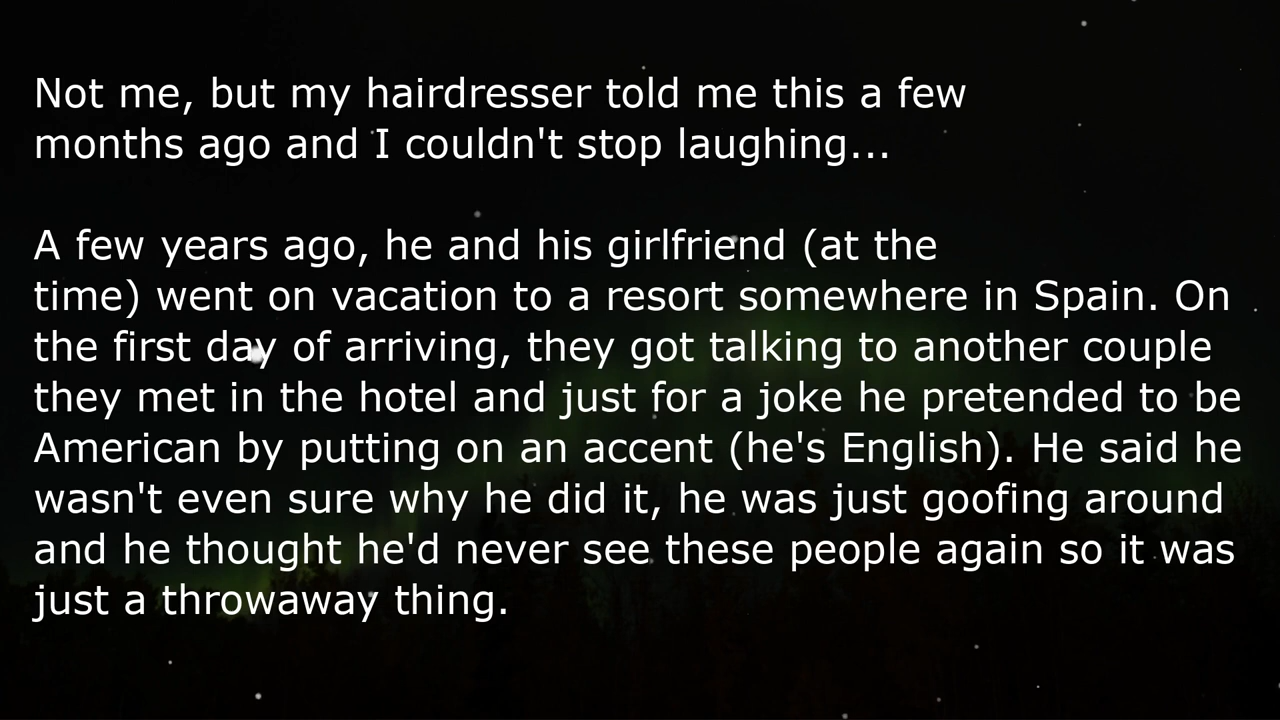 Not me, but my hairdresser told me this a few
months ago and I couldn't stop laughing...
A few years ago, he and his girlfriend (at the
time) went on vacation to a resort somewhere in Spain. On
the first day of arriving, they got talking to another couple
they met in the hotel and just for a joke he pretended to be
American by putting on an accent (he's English). He said he
wasn't even sure why he did it, he was just goofing around
and he thought he'd never see these people again so it was
just a throwaway thing.